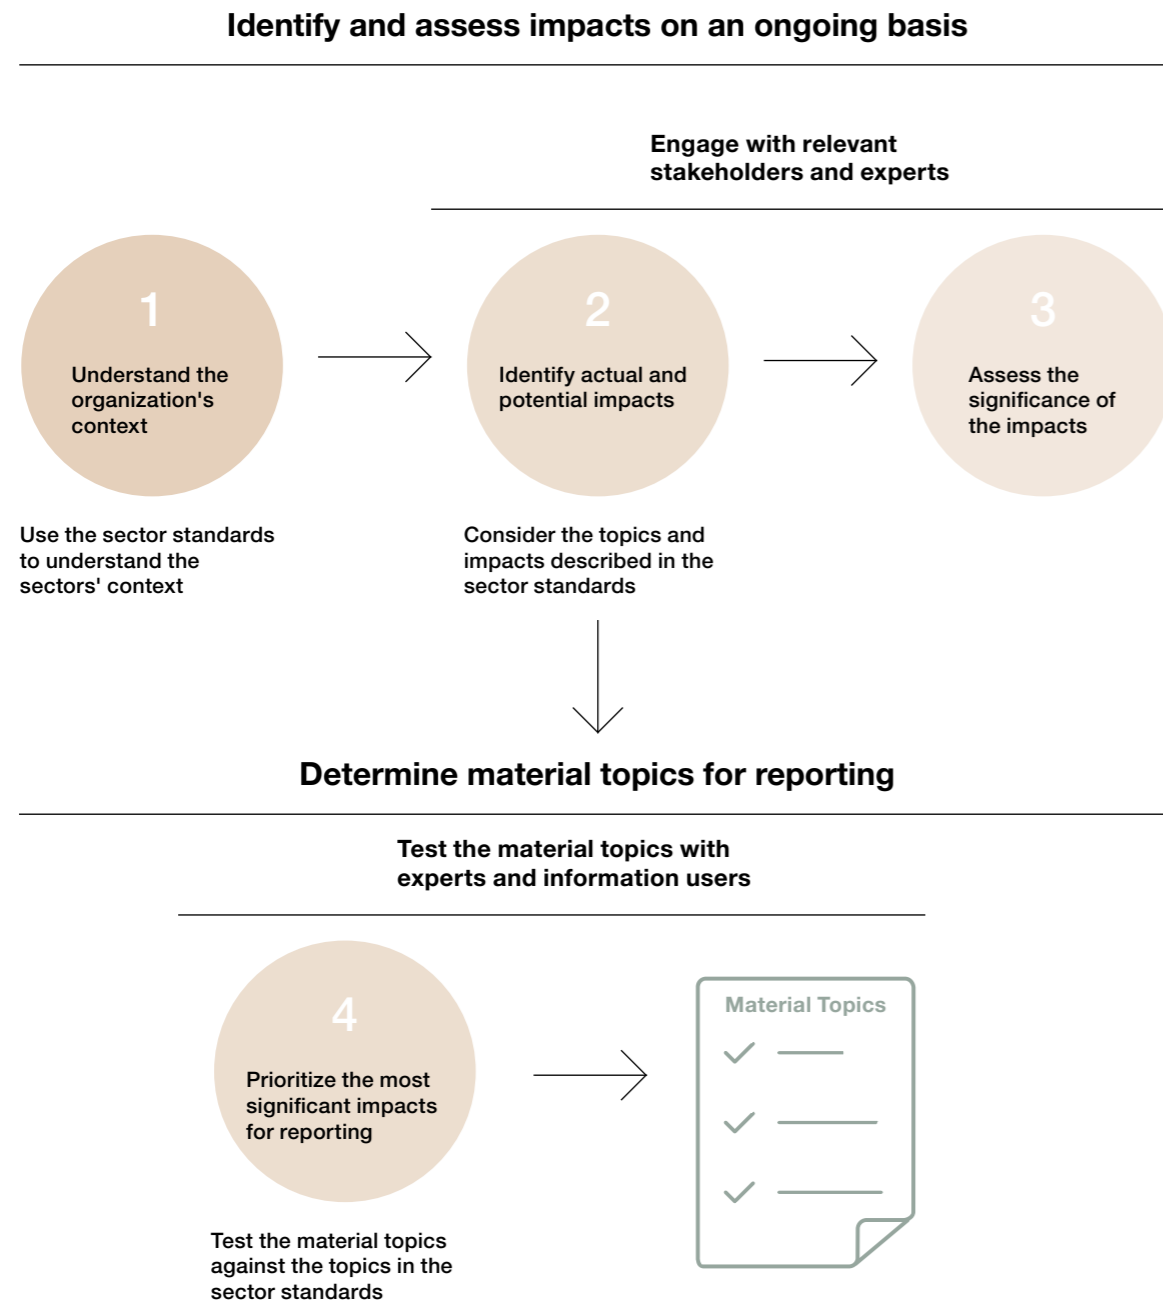 Identify and assess impacts on an ongoing basis
Engage with relevant
stakeholders and experts
1
Understand the
organization's
context
2
Identify actual and
potential impacts
3
Assess the
significance of
the impacts
Use the sector standards
to understand the
sectors' context
Consider the topics and
impacts described in the
sector standards
Determine material topics for reporting
Test the material topics with
experts and information users
4
Prioritize the most
significant impacts
for reporting
Material Topics
Test the material topics
against the topics in the
sector standards